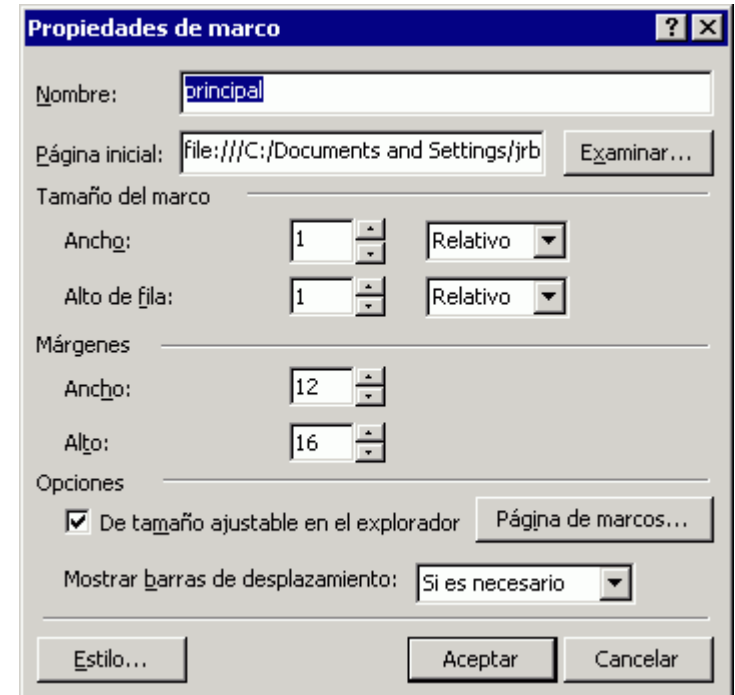 Propiedades de marco
Nombre: principal
Página inicial: file:///C:/Documents and Settings/jrb Examinar...
Tamaño del marco
Ancho: 1 Relativo
Alto de fila: 1 Relativo
Márgenes
Ancho: 12
Alto: 16
Opciones
De tamaño ajustable en el explorador Página de marcos...
Mostrar barras de desplazamiento: Si es necesario
Estilo... Aceptar Cancelar